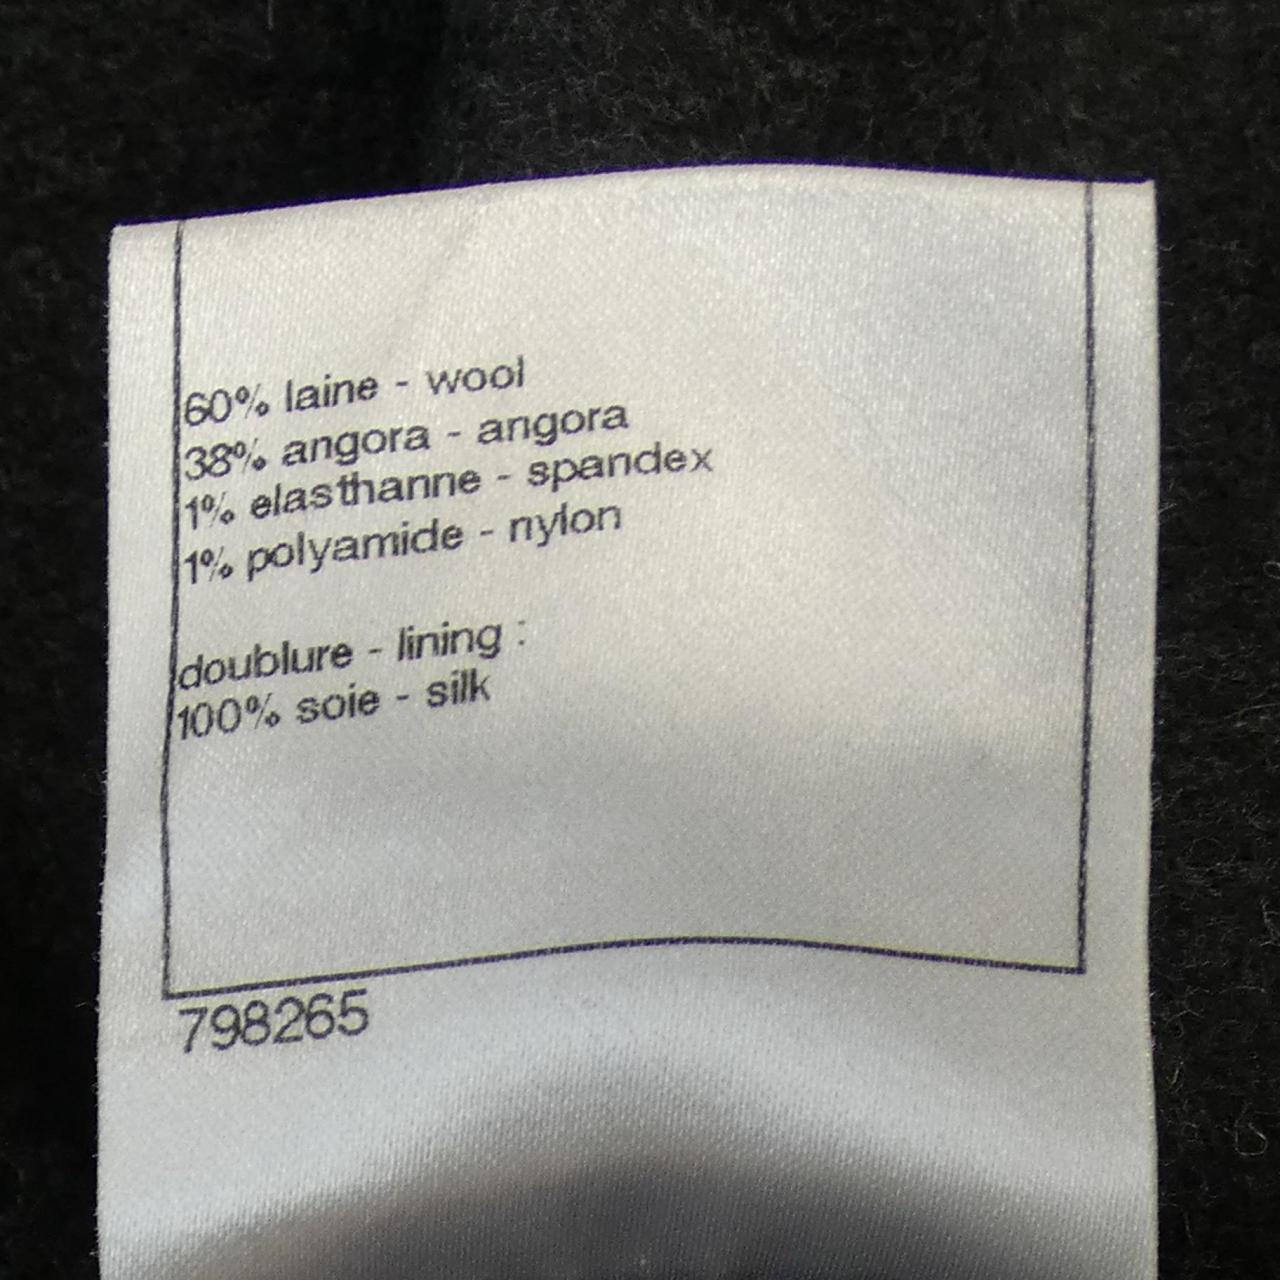 60% laine - wool
38% angora - angora
1% elasthanne - spandex
1% polyamide - nylon
doublure - lining :
100% soie - silk
798265